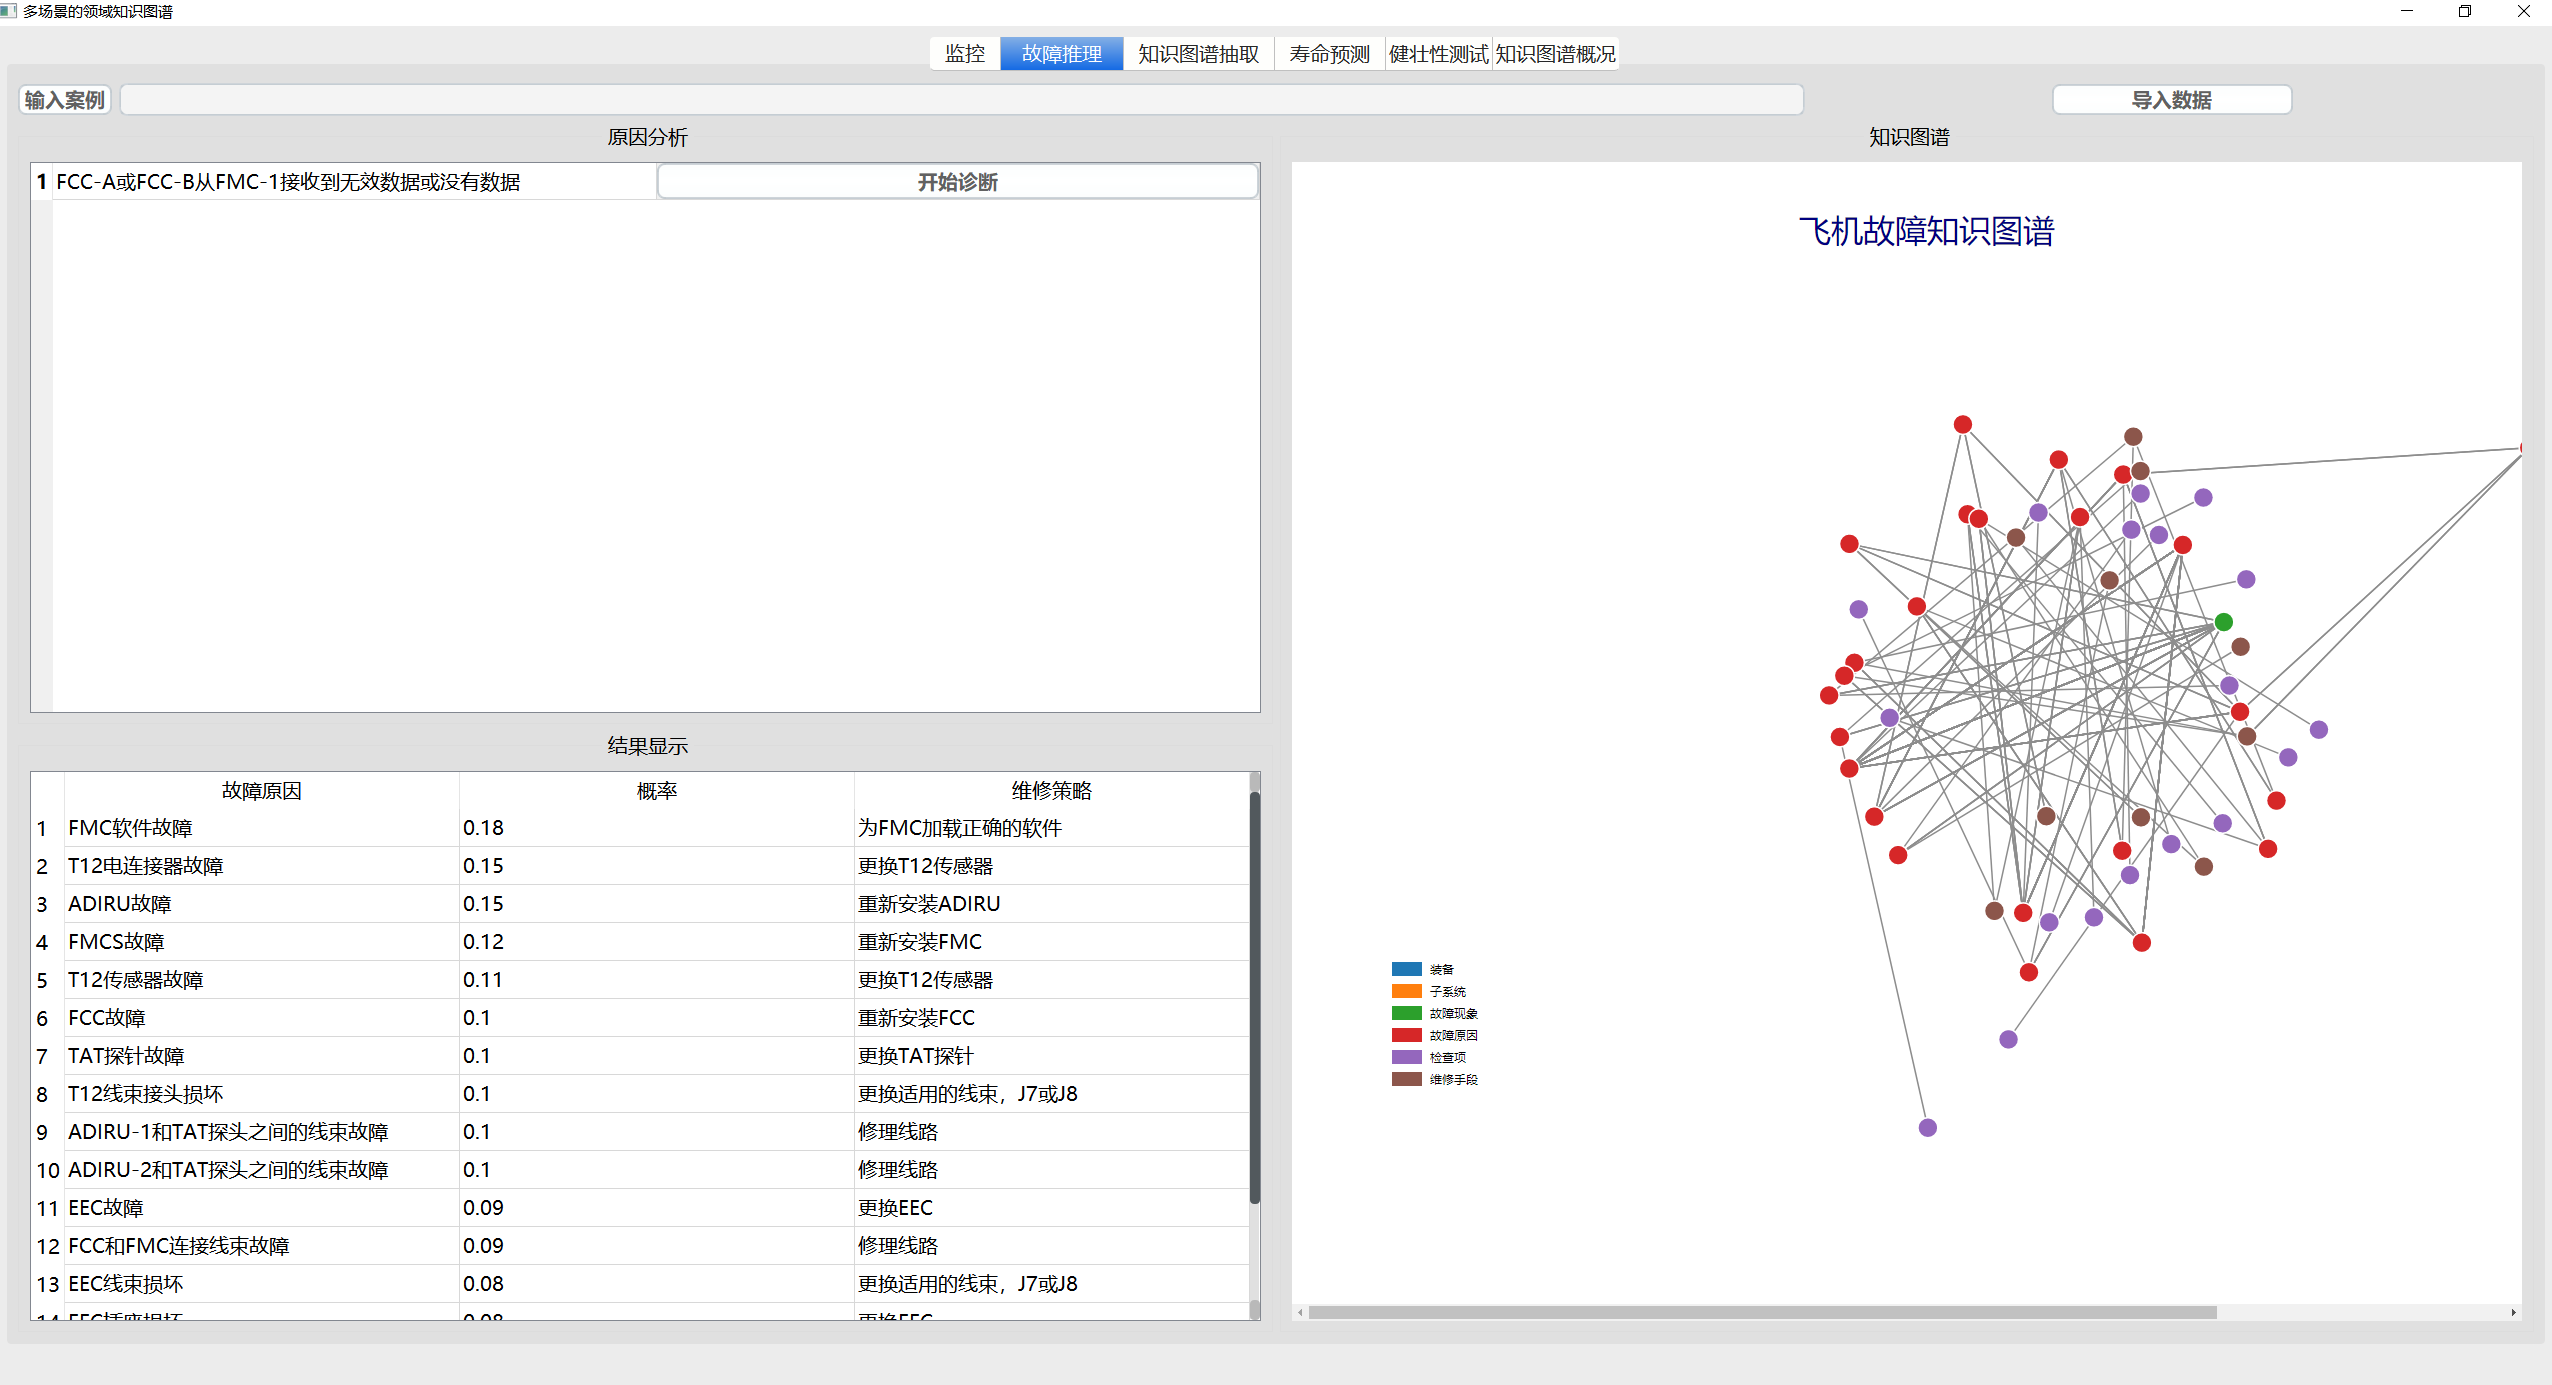 多场景的领域知识图谱
监控 故障推理 知识图谱抽取 寿命预测 健壮性测试 知识图谱概况
输入案例 导入数据
原因分析
1 FCC-A或FCC-B从FMC-1接收到无效数据或没有数据 开始诊断
结果显示
故障原因 概率 维修策略
1 FMC软件故障 0.18 为FMC加载正确的软件
2 T12电连接器故障 0.15 更换T12传感器
3 ADIRU故障 0.15 重新安装ADIRU
4 FMCS故障 0.12 重新安装FMC
5 T12传感器故障 0.11 更换T12传感器
6 FCC故障 0.1 重新安装FCC
7 TAT探针故障 0.1 更换TAT探针
8 T12线束接头损坏 0.1 更换适用的线束，J7或J8
9 ADIRU-1和TAT探头之间的线束故障 0.1 修理线路
10 ADIRU-2和TAT探头之间的线束故障 0.1 修理线路
11 EEC故障 0.09 更换EEC
12 FCC和FMC连接线束故障 0.09 修理线路
13 EEC线束损坏 0.08 更换适用的线束，J7或J8
14 EEC插座损坏 0.08 更换EEC
知识图谱
飞机故障知识图谱
装备
子系统
故障现象
故障原因
检查项
维修手段